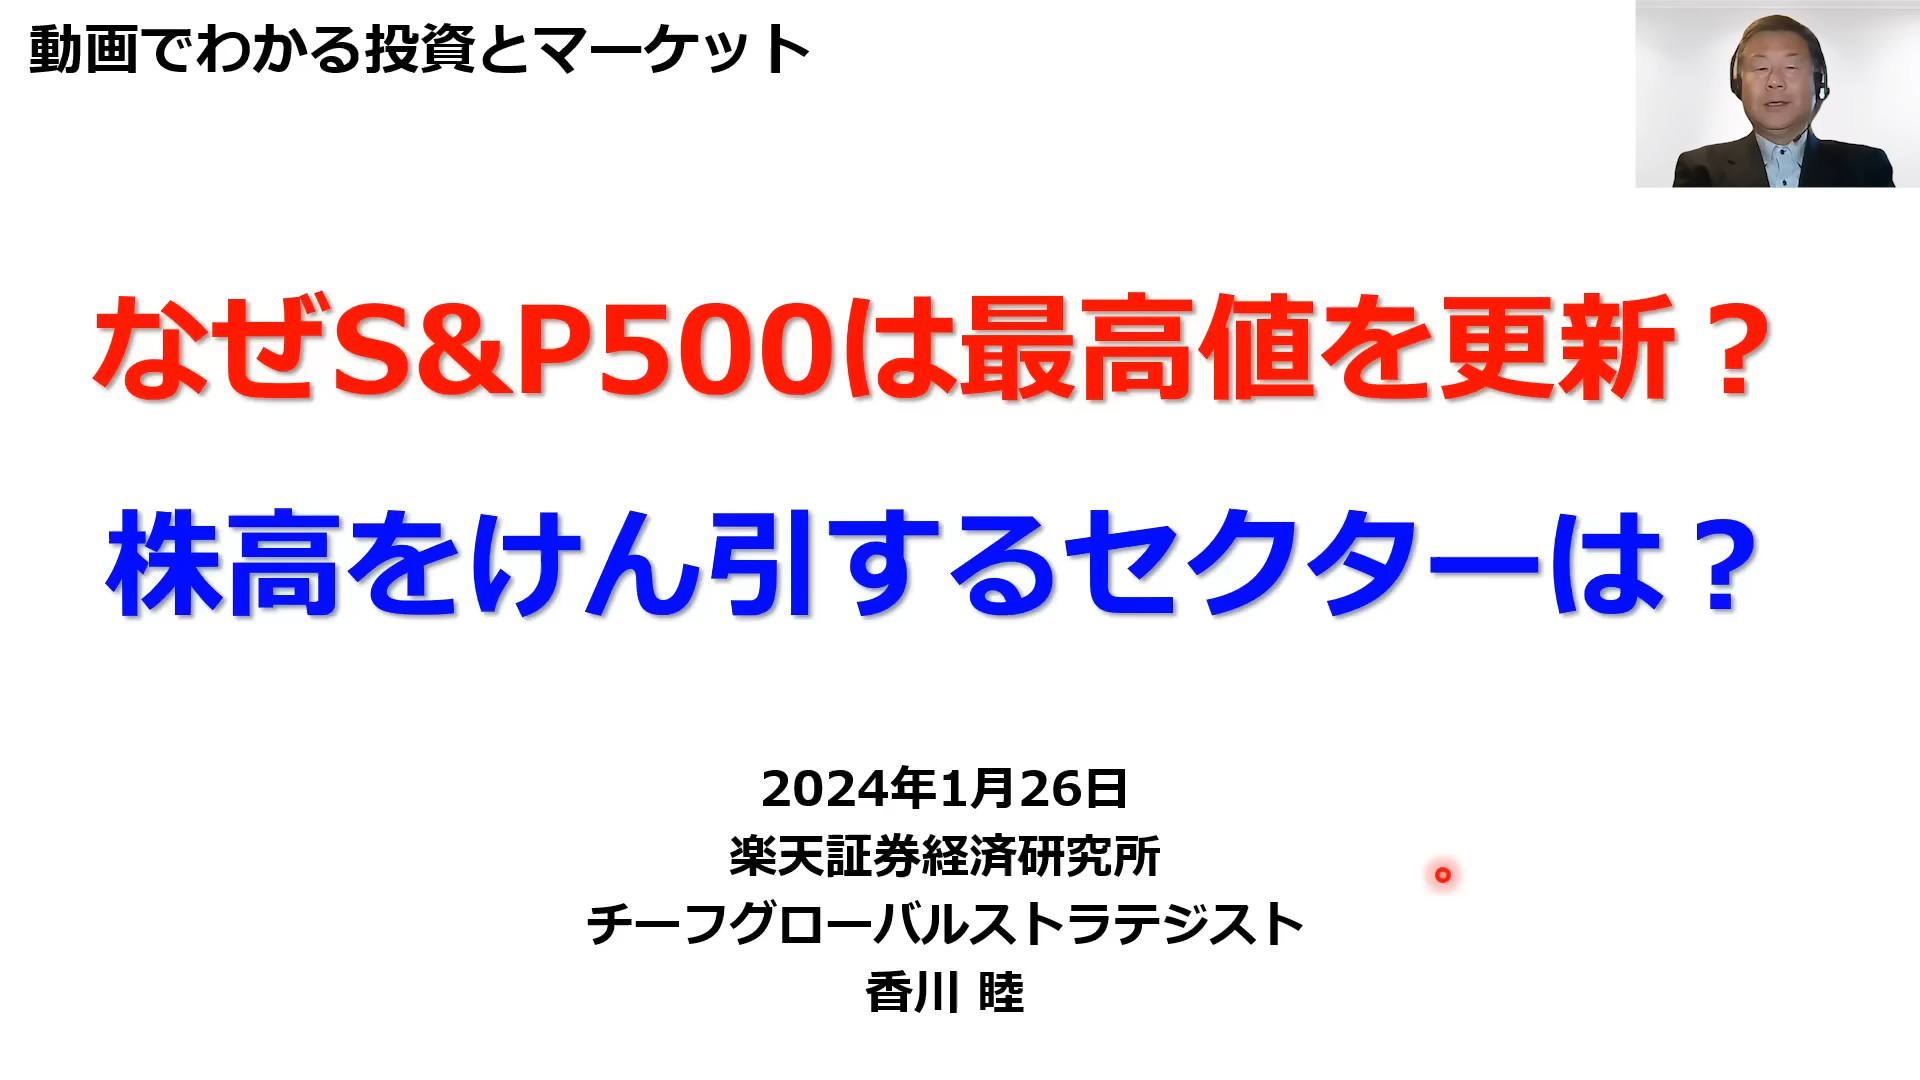 動画でわかる投資とマーケット
なぜS&P500は最高値を更新？
株高をけん引するセクターは？
2024年1月26日
楽天証券経済研究所
チーフグローバルストラテジスト
香川 睦